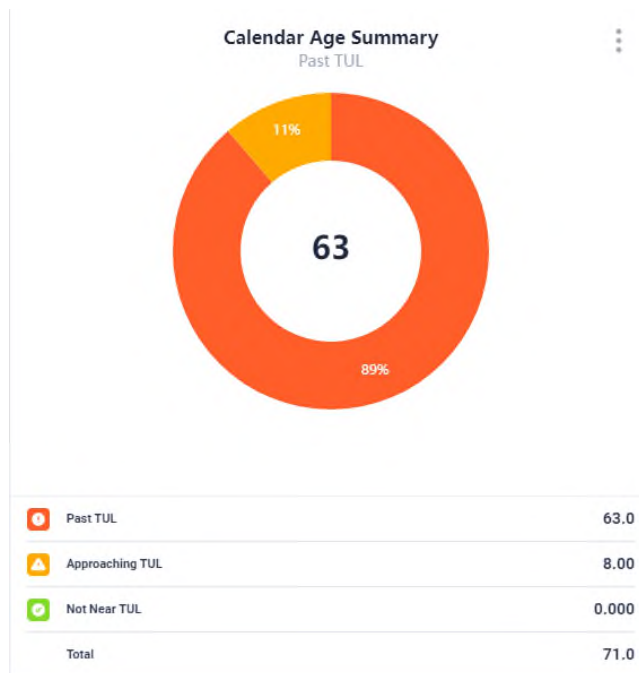 Calendar Age Summary
Past TUL
11%
63
89%
Past TUL 63.0
Approaching TUL 8.00
Not Near TUL 0.000
Total 71.0